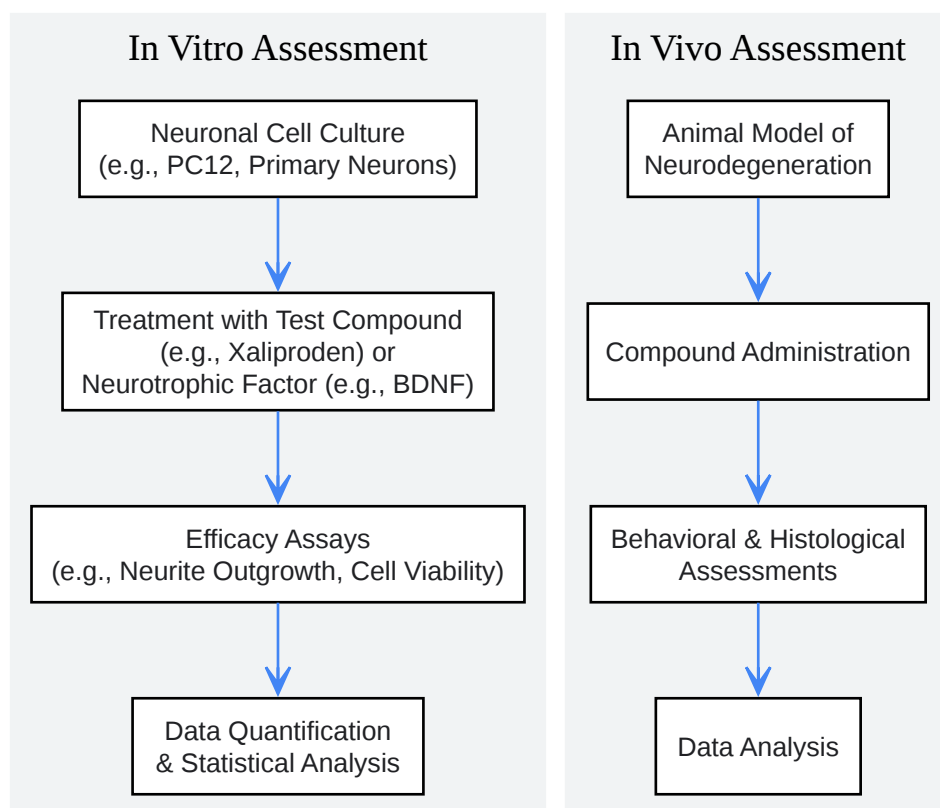 In Vitro Assessment
Neuronal Cell Culture
(e.g., PC12, Primary Neurons)
Treatment with Test Compound
(e.g., Xaliproden) or
Neurotrophic Factor (e.g., BDNF)
Efficacy Assays
(e.g., Neurite Outgrowth, Cell Viability)
Data Quantification
& Statistical Analysis
In Vivo Assessment
Animal Model of
Neurodegeneration
Compound Administration
Behavioral & Histological
Assessments
Data Analysis